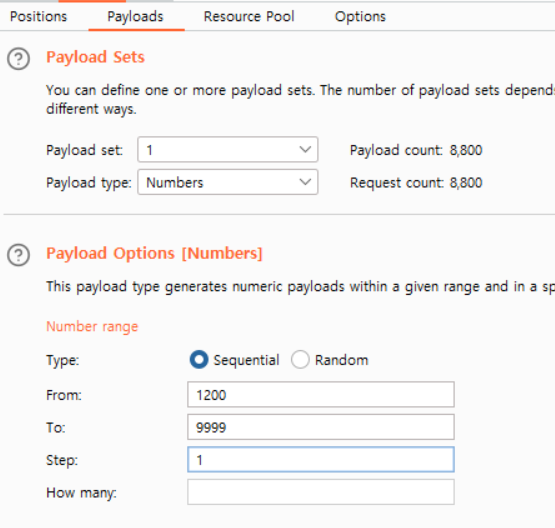 Positions Payloads Resource Pool Options
Payload Sets
You can define one or more payload sets. The number of payload sets depends
different ways.
Payload set: 1 Payload count: 8,800
Payload type: Numbers Request count: 8,800
Payload Options [Numbers]
This payload type generates numeric payloads within a given range and in a sp
Number range
Type: Sequential Random
From: 1200
To: 9999
Step: 1
How many: